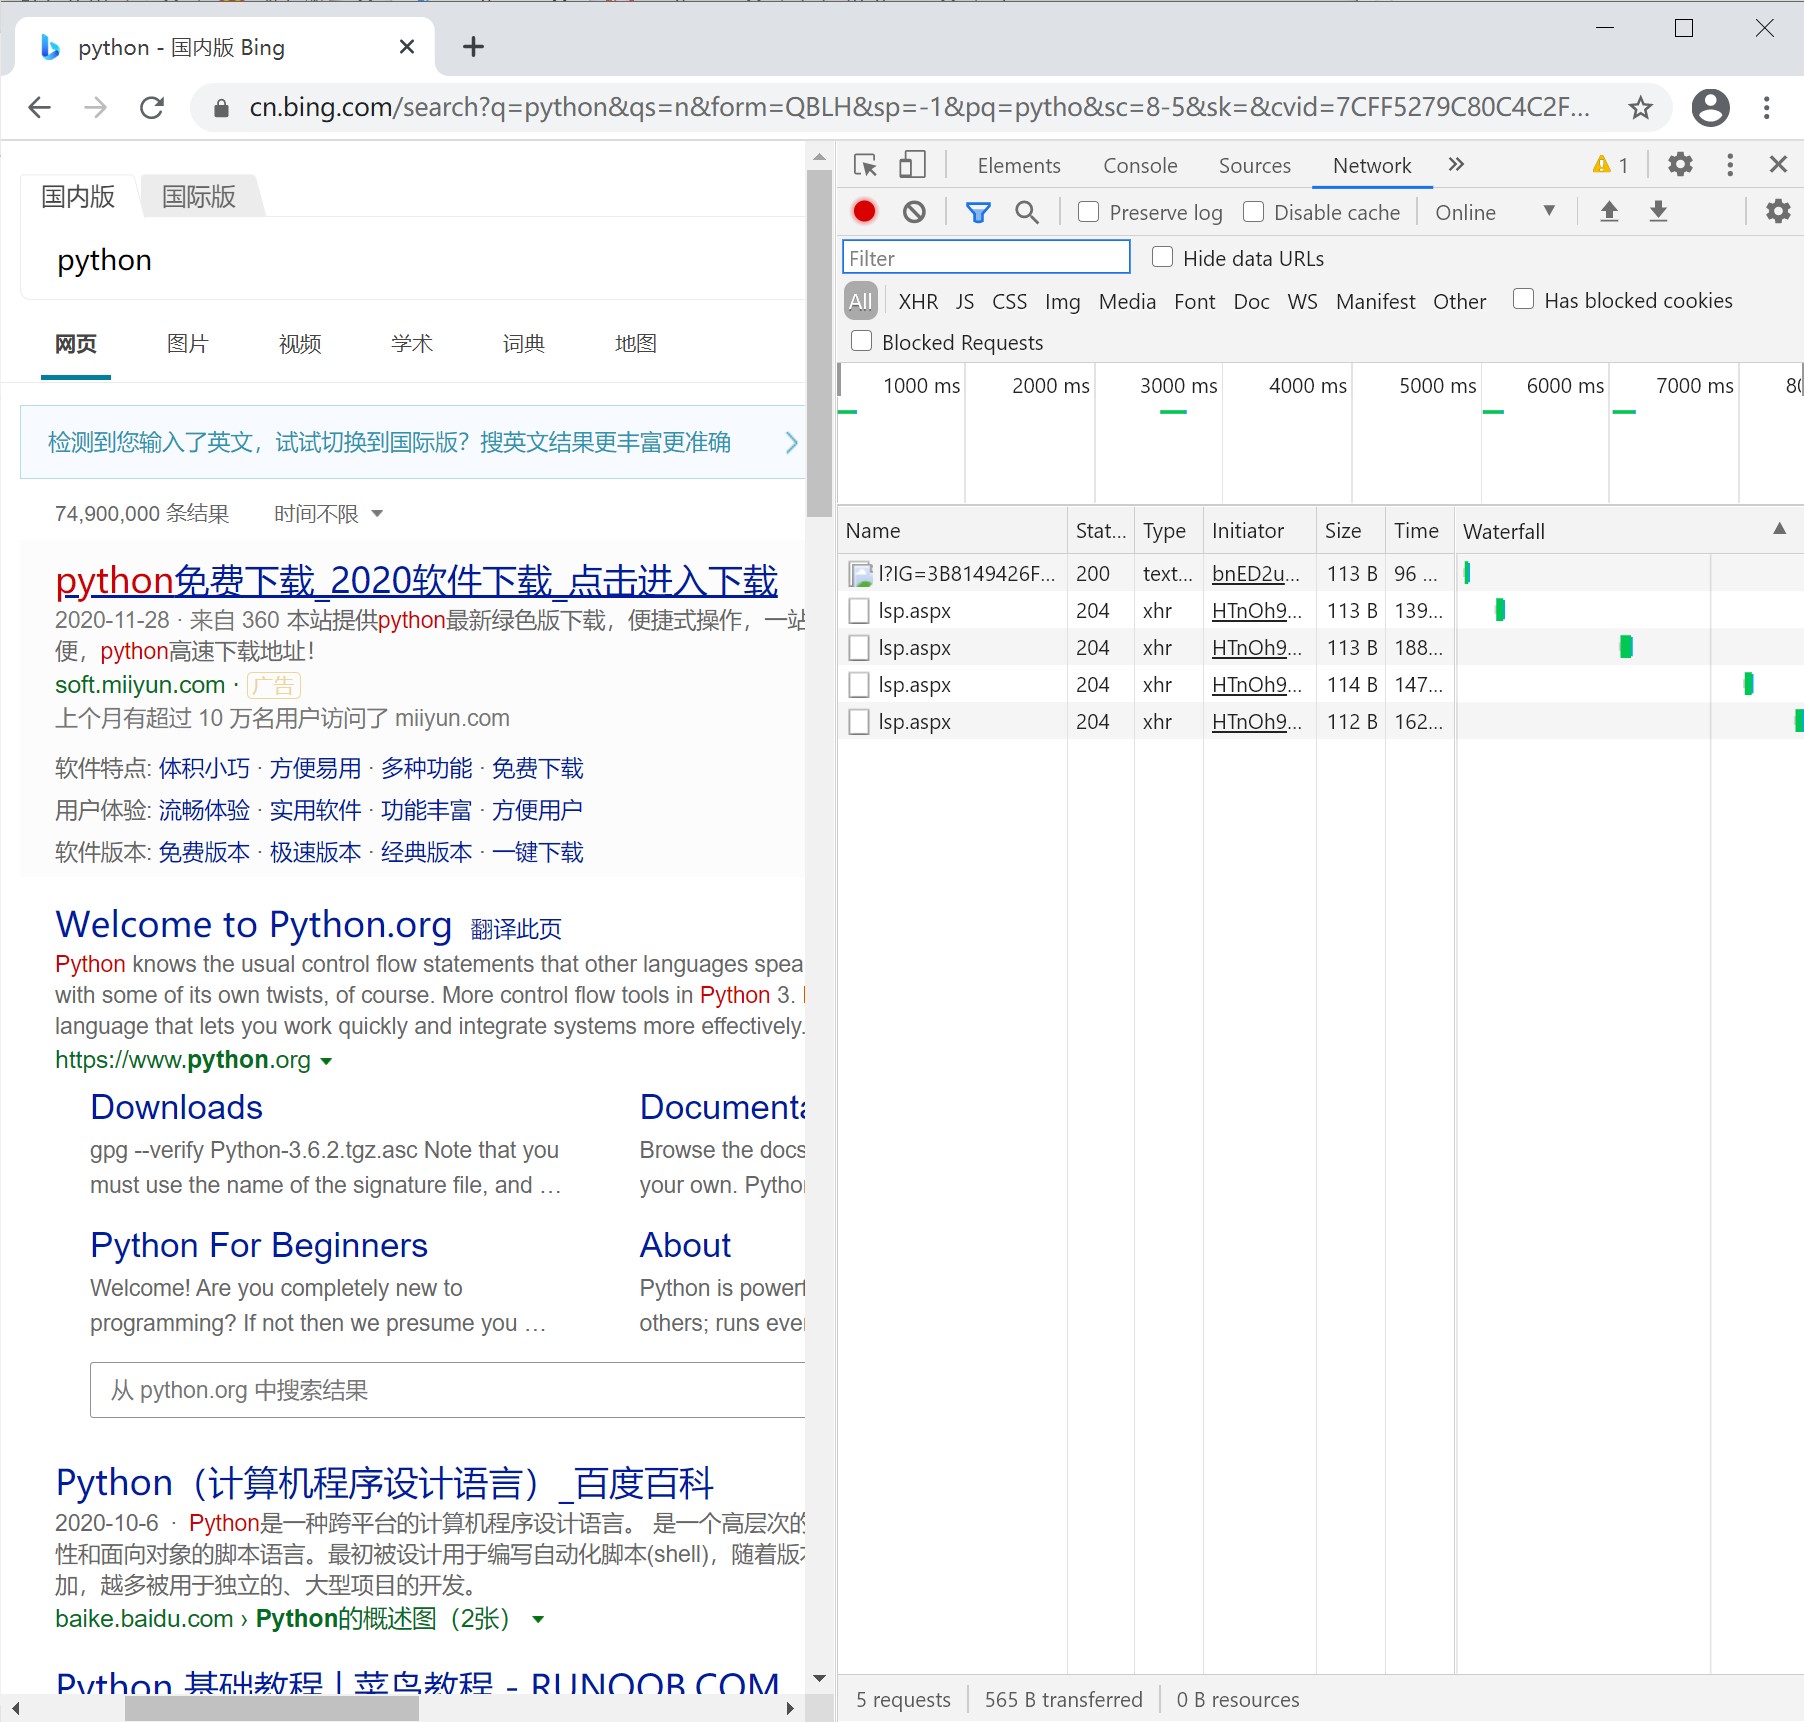 python - 国内版 Bing
cn.bing.com/search?q=python&qs=n&form=QBLH&sp=-1&pq=pytho&sc=8-5&sk=&cvid=7CFF5279C80C4C2F...
国内版 国际版
python
网页 图片 视频 学术 词典 地图
检测到您输入了英文，试试切换到国际版？搜英文结果更丰富更准确
74,900,000 条结果 时间不限
python免费下载_2020软件下载_点击进入下载
2020-11-28 · 来自 360 本站提供python最新绿色版下载，便捷式操作，一站
便，python高速下载地址！
soft.miiyun.com · 广告
上个月有超过 10 万名用户访问了 miiyun.com
软件特点: 体积小巧 · 方便易用 · 多种功能 · 免费下载
用户体验: 流畅体验 · 实用软件 · 功能丰富 · 方便用户
软件版本: 免费版本 · 极速版本 · 经典版本 · 一键下载
Welcome to Python.org 翻译此页
Python knows the usual control flow statements that other languages spea
with some of its own twists, of course. More control flow tools in Python 3.
language that lets you work quickly and integrate systems more effectively.
https://www.python.org
Downloads
gpg --verify Python-3.6.2.tgz.asc Note that you
must use the name of the signature file, and …
Documenta
Browse the docs
your own. Pytho
Python For Beginners
Welcome! Are you completely new to
programming? If not then we presume you …
About
Python is powerf
others; runs ever
从 python.org 中搜索结果
Python（计算机程序设计语言）_百度百科
2020-10-6 · Python是一种跨平台的计算机程序设计语言。 是一个高层次的
性和面向对象的脚本语言。最初被设计用于编写自动化脚本(shell)，随着版本
加，越多被用于独立的、大型项目的开发。
baike.baidu.com › Python的概述图（2张）
Python 基础教程 | 菜鸟教程 - RUNOOB.COM
Elements Console Sources Network » 1
Preserve log Disable cache Online
Filter Hide data URLs
All XHR JS CSS Img Media Font Doc WS Manifest Other Has blocked cookies
Blocked Requests
1000 ms 2000 ms 3000 ms 4000 ms 5000 ms 6000 ms 7000 ms 80
Name Stat... Type Initiator Size Time Waterfall
l?IG=3B8149426F... 200 text... bnED2u... 113 B 96 ...
lsp.aspx 204 xhr HTnOh9... 113 B 139...
lsp.aspx 204 xhr HTnOh9... 113 B 188...
lsp.aspx 204 xhr HTnOh9... 114 B 147...
lsp.aspx 204 xhr HTnOh9... 112 B 162...
5 requests 565 B transferred 0 B resources